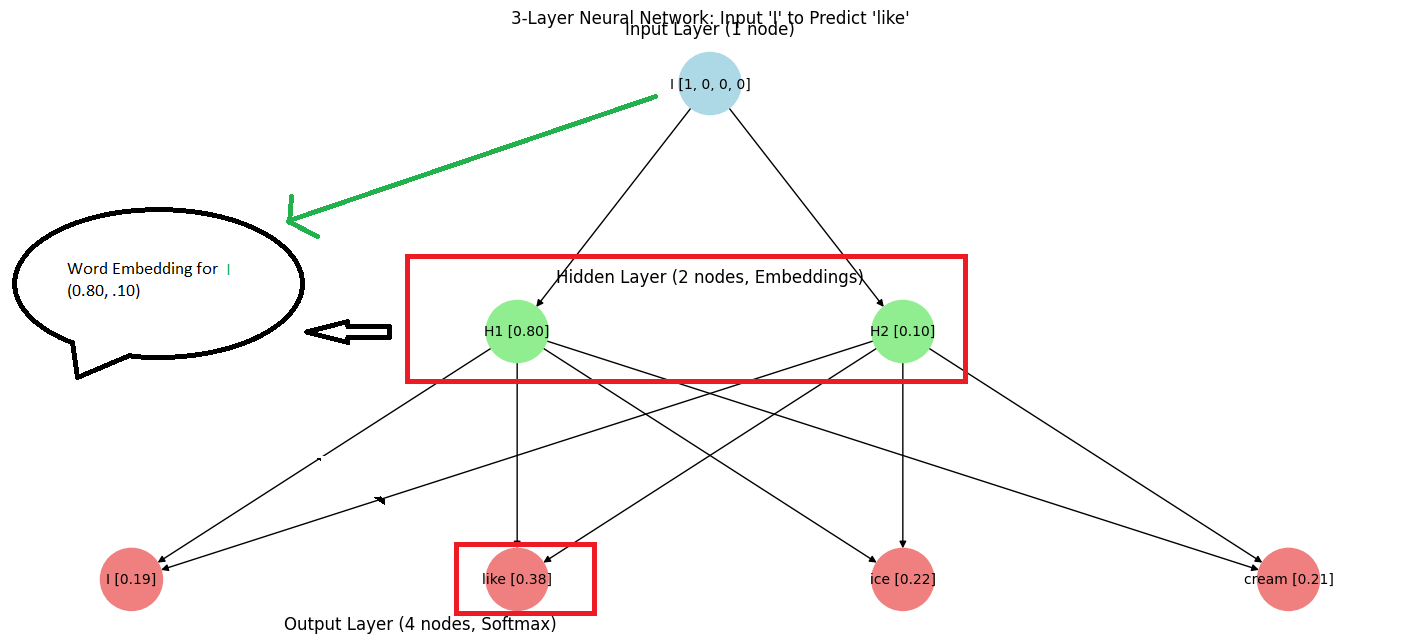 3-Layer Neural Network: Input 'I' to Predict 'like'
Input Layer (1 node)
I [1, 0, 0, 0]
Word Embedding for I
(0.80, .10)
Hidden Layer (2 nodes, Embeddings)
H1 [0.80]
H2 [0.10]
I [0.19]
like [0.38]
ice [0.22]
cream [0.21]
Output Layer (4 nodes, Softmax)